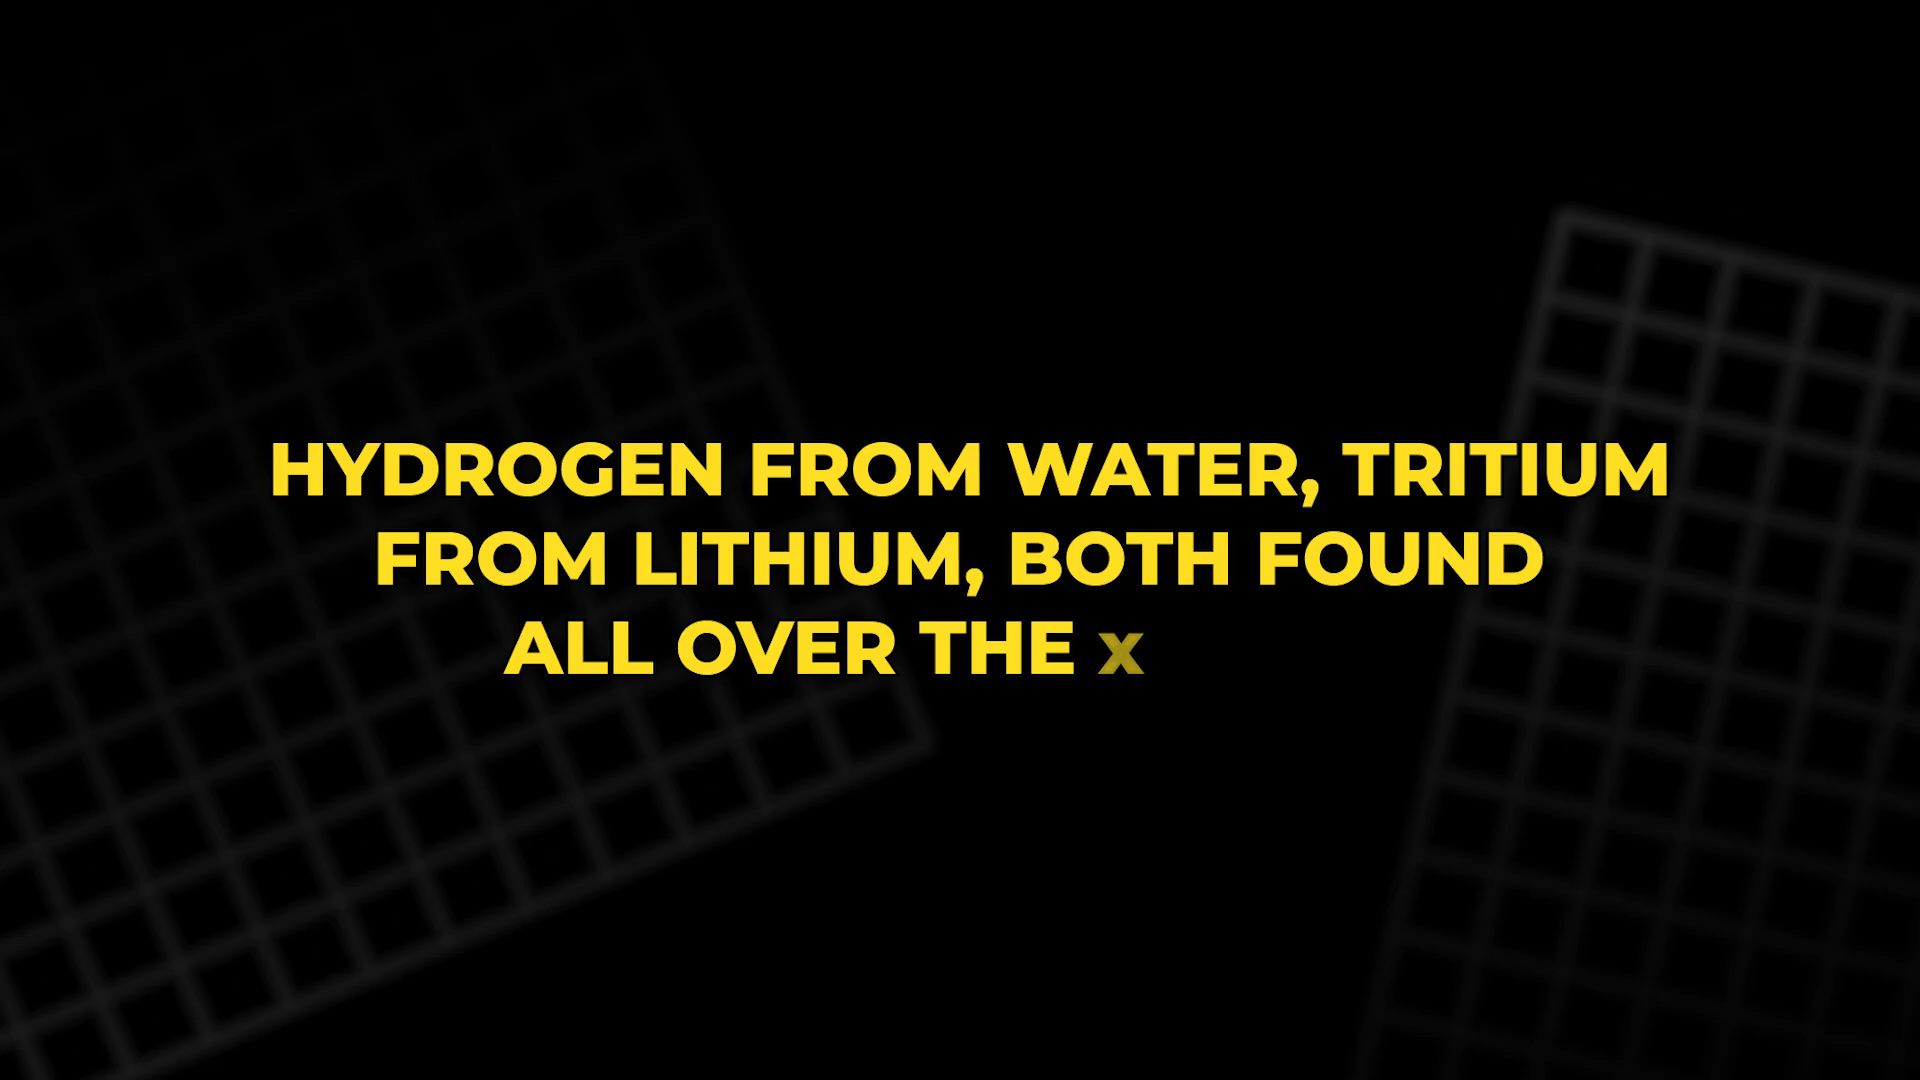 HYDROGEN FROM WATER, TRITIUM
FROM LITHIUM, BOTH FOUND
ALL OVER THE x